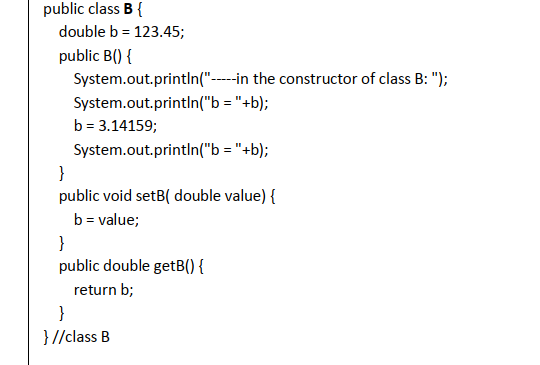 public class B {
double b = 123.45;
public B() {
System.out.println("-----in the constructor of class B: ");
System.out.println("b = "+b);
b = 3.14159;
System.out.println("b = "+b);
}
public void setB( double value) {
b = value;
}
public double getB() {
return b;
}
} //class B